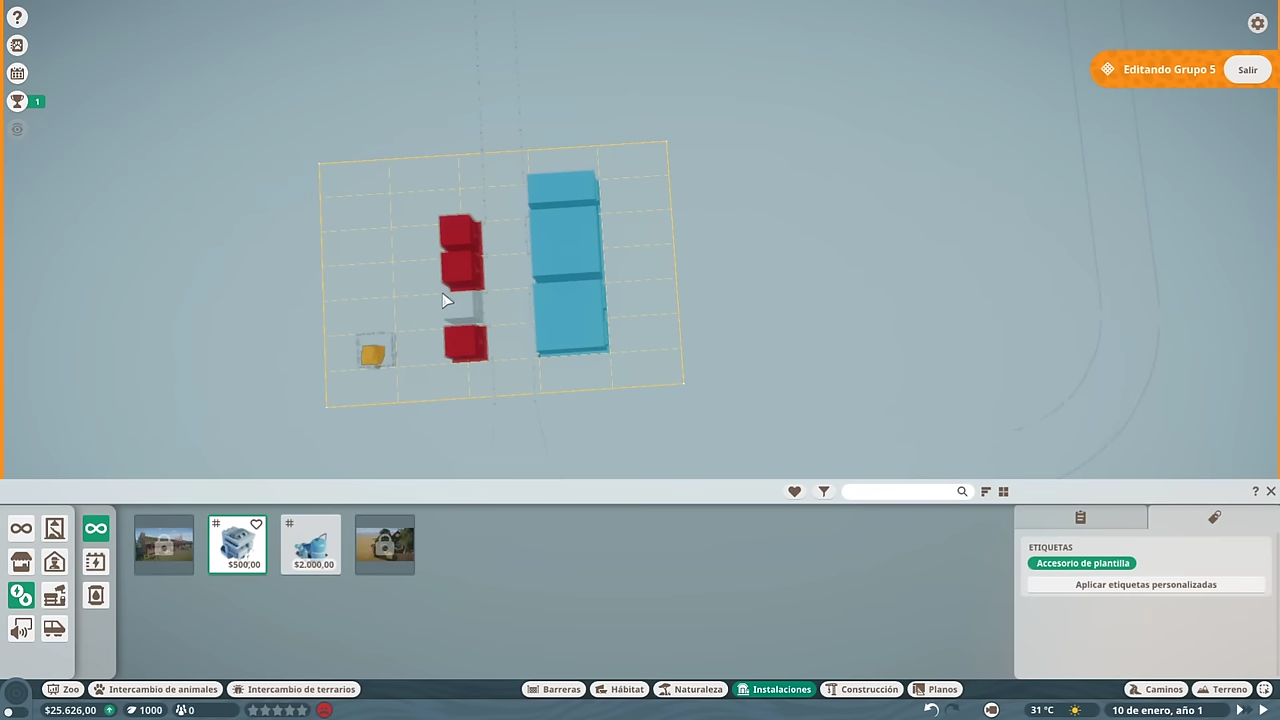 ?
1
Editando Grupo 5
Salir
?
#
$500,00
#
$2.000,00
ETIQUETAS
Accesorio de plantilla
Aplicar etiquetas personalizadas
Zoo
Intercambio de animales
Intercambio de terrarios
Barreras
Hábitat
Naturaleza
Instalaciones
Construcción
Planos
Caminos
Terreno
$25.626,00
1000
0
31 °C
10 de enero, año 1